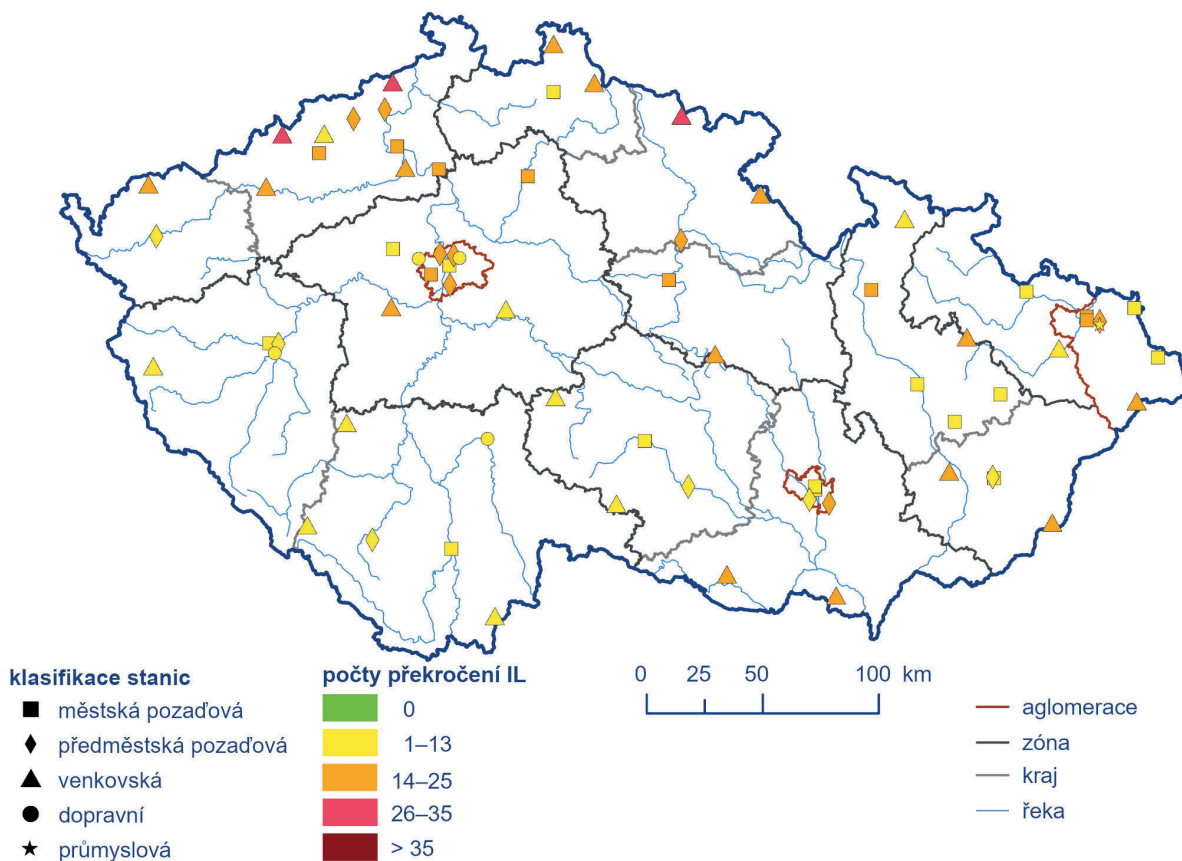 klasifikace stanic
městská pozaďová
předměstská pozaďová
venkovská
dopravní
průmyslová
počty překročení IL
0
1–13
14–25
26–35
> 35
0 25 50 100 km
aglomerace
zóna
kraj
řeka